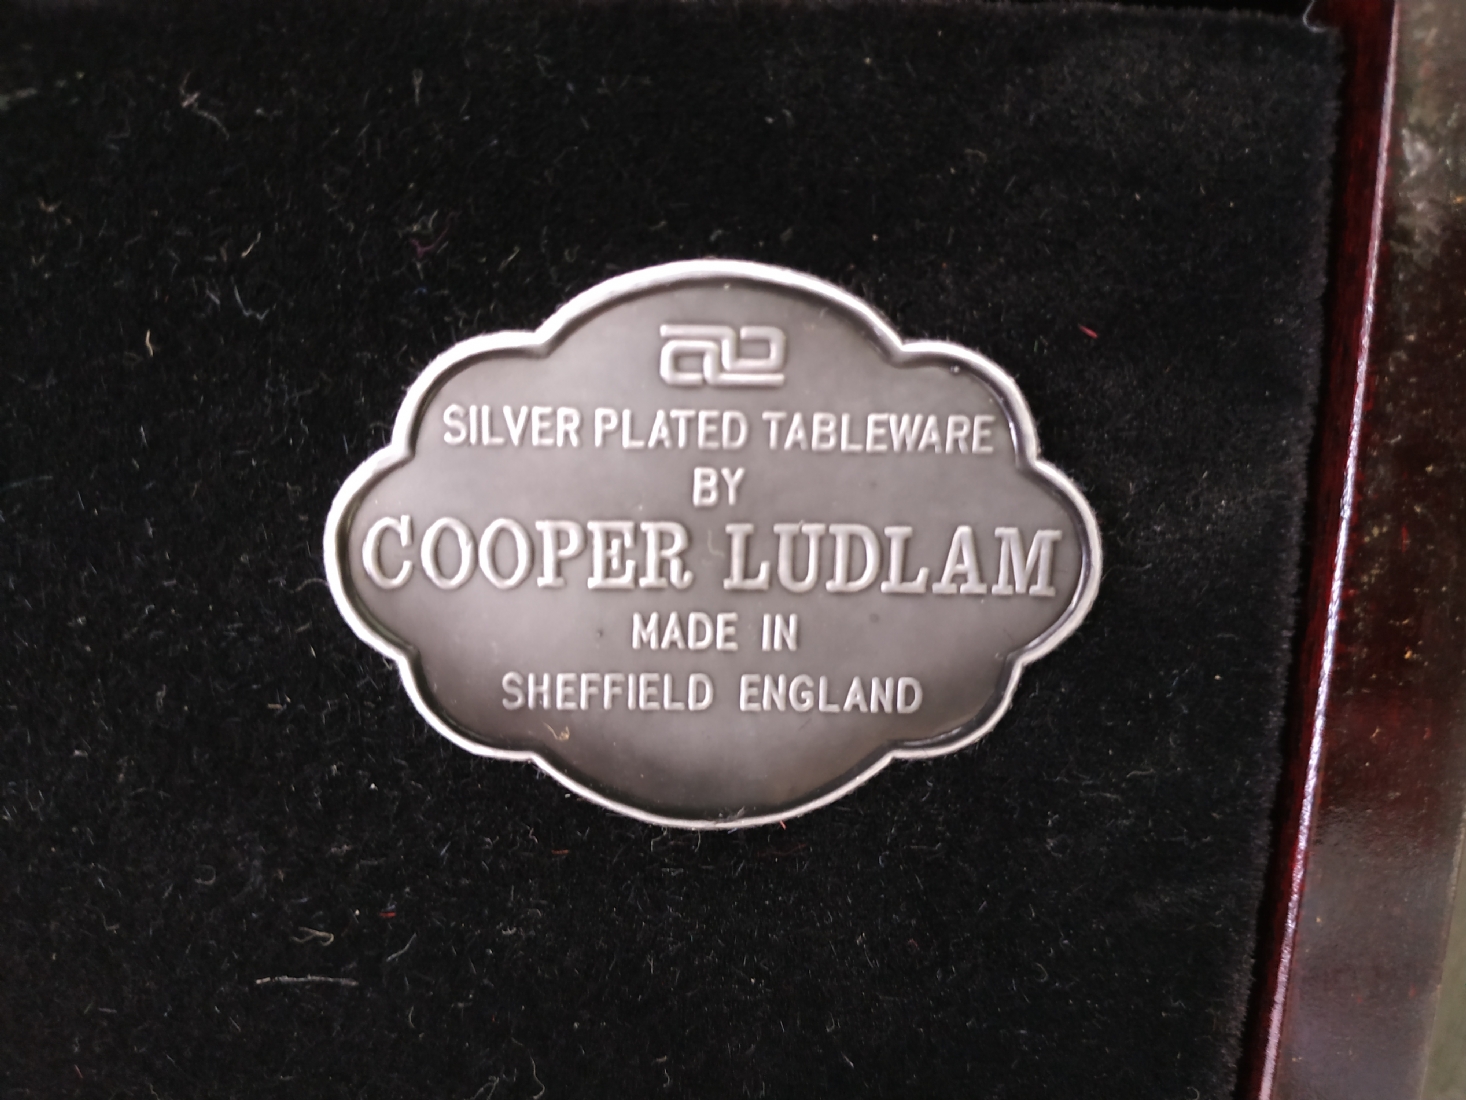 SILVER PLATED TABLEWARE
BY
COOPER LUDLAM
MADE IN
SHEFFIELD ENGLAND